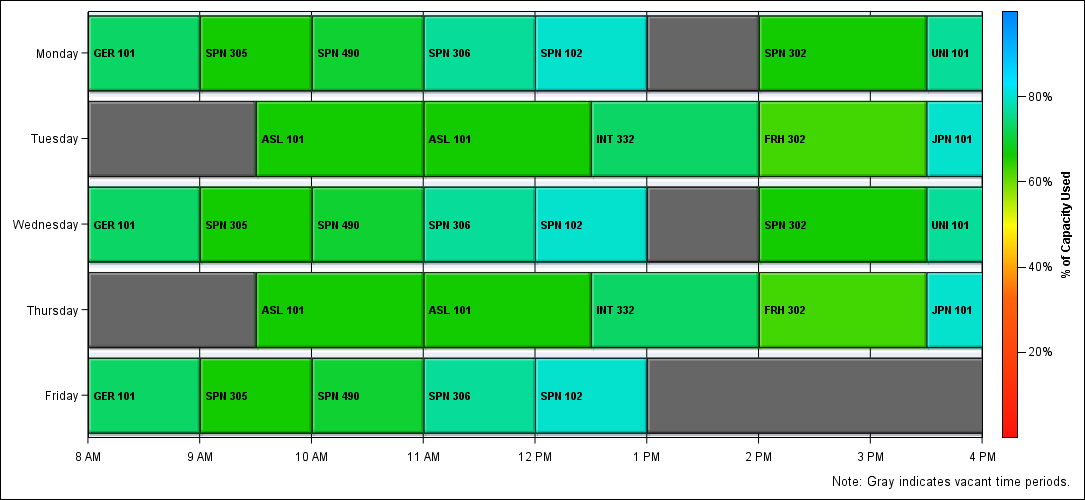 Monday GER 101 SPN 305 SPN 490 SPN 306 SPN 102 SPN 302 UNI 101
Tuesday ASL 101 ASL 101 INT 332 FRH 302 JPN 101
Wednesday GER 101 SPN 305 SPN 490 SPN 306 SPN 102 SPN 302 UNI 101
Thursday ASL 101 ASL 101 INT 332 FRH 302 JPN 101
Friday GER 101 SPN 305 SPN 490 SPN 306 SPN 102
8 AM 9 AM 10 AM 11 AM 12 PM 1 PM 2 PM 3 PM 4 PM
80%
60%
40%
20%
% of Capacity Used
Note: Gray indicates vacant time periods.